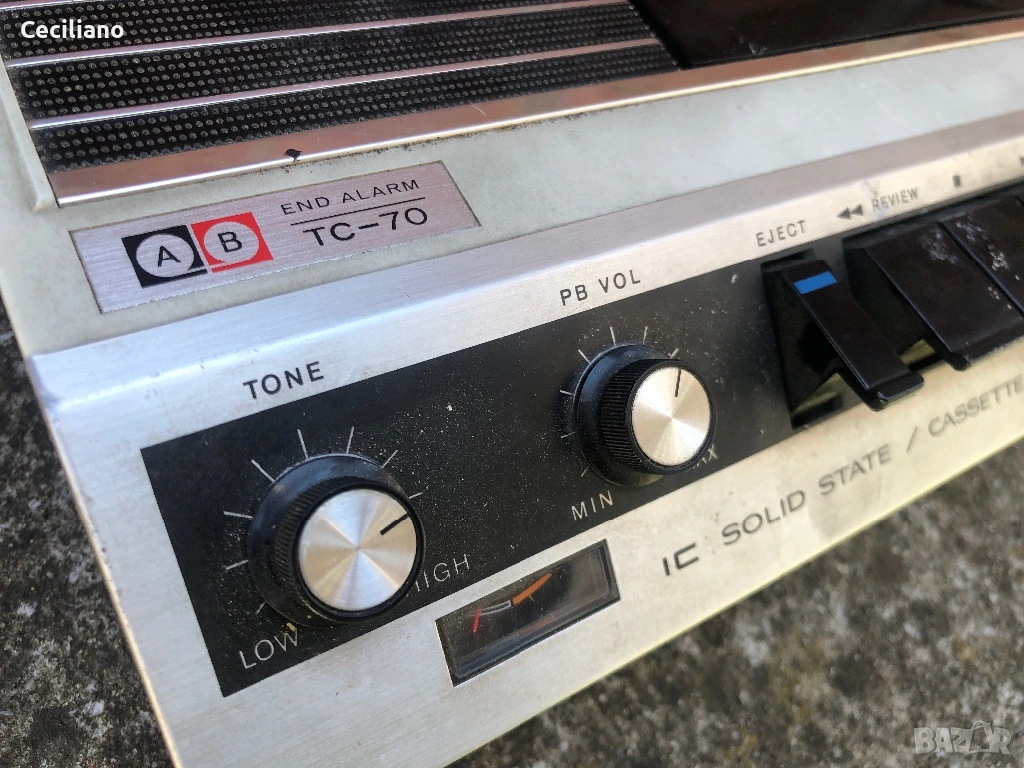 Ceciliano
A B END ALARM
TC-70
EJECT ◀◀ REVIEW
PB VOL
TONE
MIN
LOW HIGH
IC SOLID STATE / CASSETTE
BAZAR